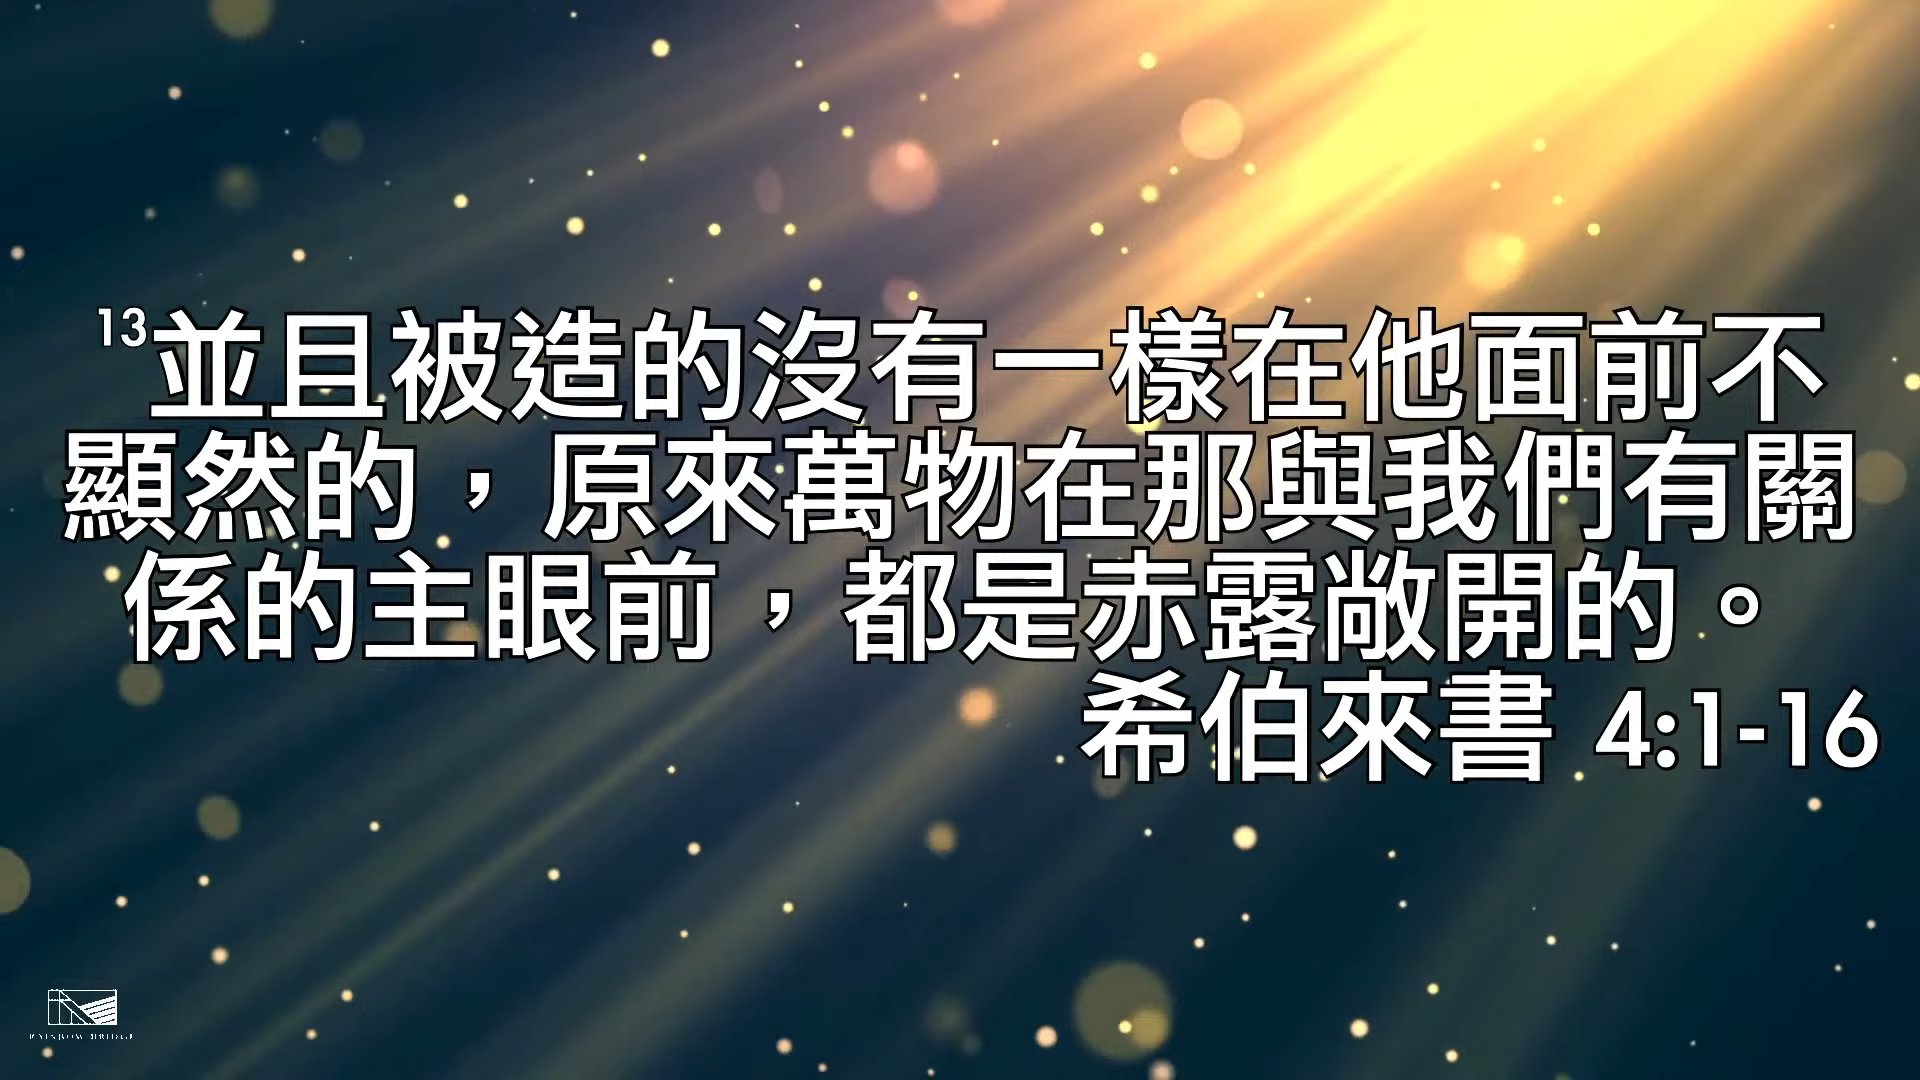 13並且被造的沒有一樣在他面前不
顯然的，原來萬物在那與我們有關
係的主眼前，都是赤露敞開的。
希伯來書 4:1-16
RAINBOW BRIDGE